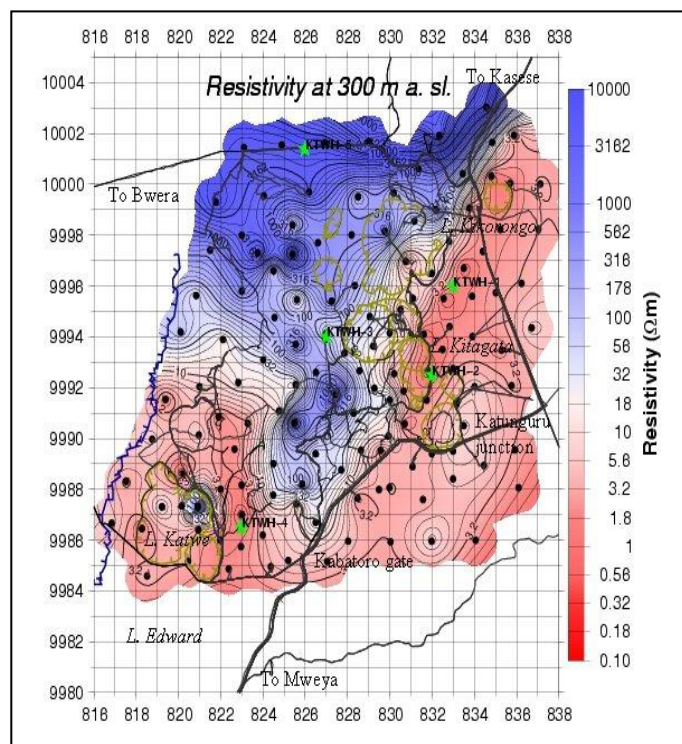 816 818 820 822 824 826 828 830 832 834 836 838
10004
Resistivity at 300 m a. sl.
To Kasese
10002
KTWH-5
10000
To Bwera
L. Kikorongo
9998
9996
KTWH-1
9994
KTWH-3
L. Kitagata
9992
KTWH-2
9990
Katunguru
junction
9988
KTWH-4
9986
L. Katwe
Kabatoro gate
9984
9982
L. Edward
9980
To Mweya
816 818 820 822 824 826 828 830 832 834 836 838
10000
3162
1000
562
316
178
100
56
32
18
10
5.6
3.2
1.8
1
0.56
0.32
0.18
0.10
Resistivity (Ωm)